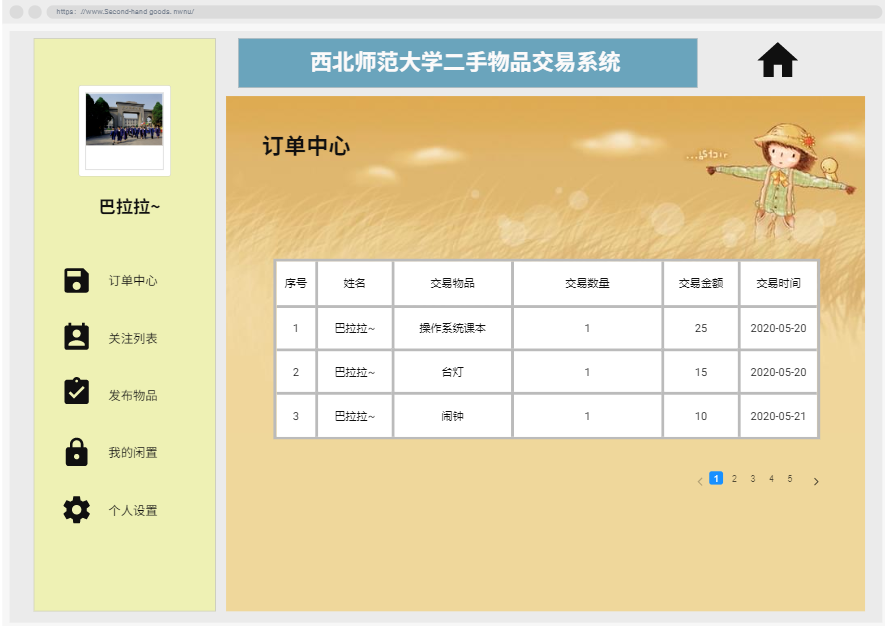 https: //www.Second-hand goods. nwnu/
西北师范大学二手物品交易系统
巴拉拉~
订单中心
关注列表
发布物品
我的闲置
个人设置
订单中心
序号 姓名 交易物品 交易数量 交易金额 交易时间
1 巴拉拉~ 操作系统课本 1 25 2020-05-20
2 巴拉拉~ 台灯 1 15 2020-05-20
3 巴拉拉~ 闹钟 1 10 2020-05-21
< 1 2 3 4 5 >